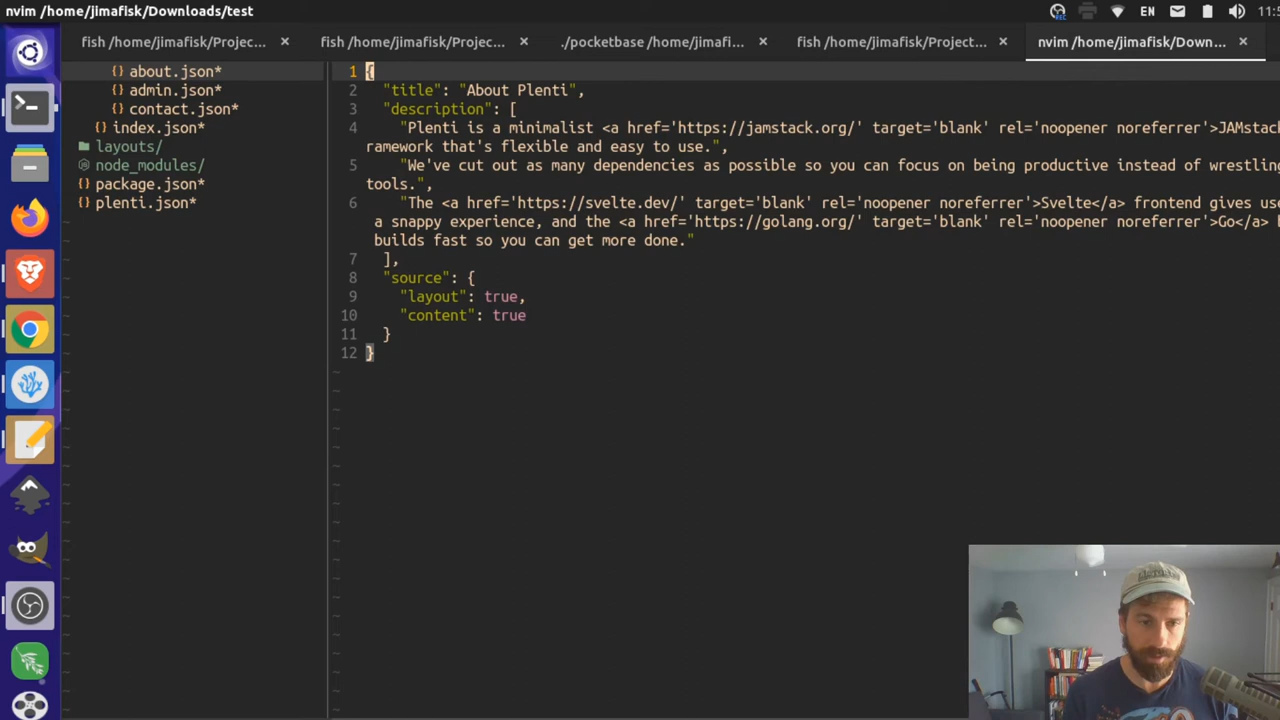 nvim /home/jimafisk/Downloads/test
EN
11:5
fish /home/jimafisk/Projec...
fish /home/jimafisk/Projec...
./pocketbase /home/jimafi...
fish /home/jimafisk/Project...
nvim /home/jimafisk/Down...
{} about.json*
{} admin.json*
{} contact.json*
{} index.json*
layouts/
node_modules/
{} package.json*
{} plenti.json*
1 {
2 "title": "About Plenti",
3 "description": [
4 "Plenti is a minimalist <a href='https://jamstack.org/' target='blank' rel='noopener noreferrer'>JAMstack
ramework that's flexible and easy to use.",
5 "We've cut out as many dependencies as possible so you can focus on being productive instead of wrestling
tools.",
6 "The <a href='https://svelte.dev/' target='blank' rel='noopener noreferrer'>Svelte</a> frontend gives use
a snappy experience, and the <a href='https://golang.org/' target='blank' rel='noopener noreferrer'>Go</a>
builds fast so you can get more done."
7 ],
8 "source": {
9 "layout": true,
10 "content": true
11 }
12 }